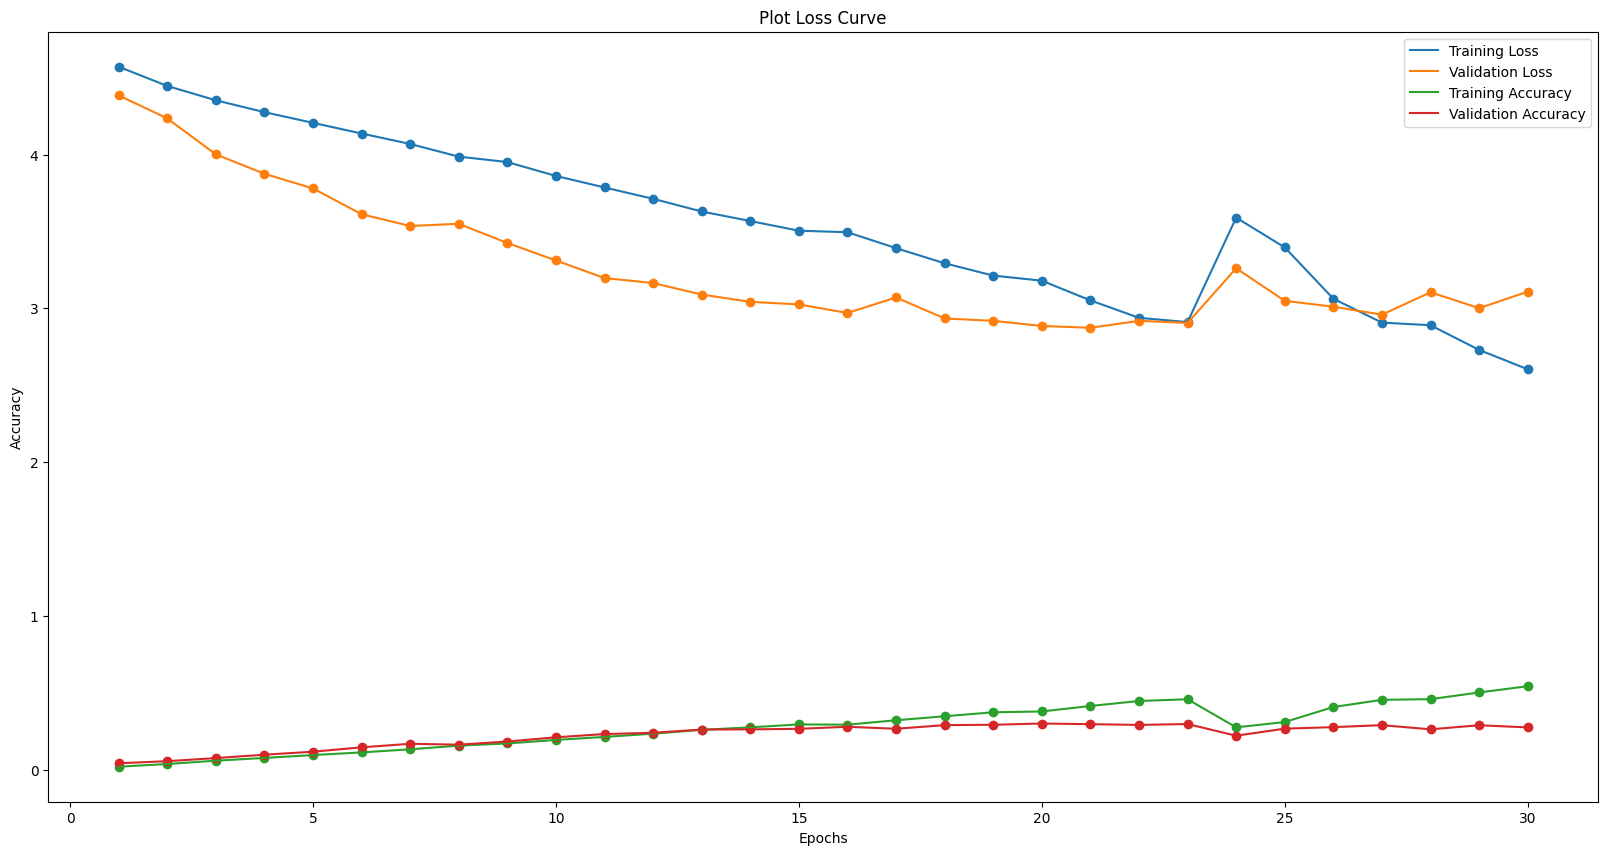 Plot Loss Curve
Training Loss
Validation Loss
Training Accuracy
Validation Accuracy
4
3
2
1
0
Accuracy
0 5 10 15 20 25 30
Epochs